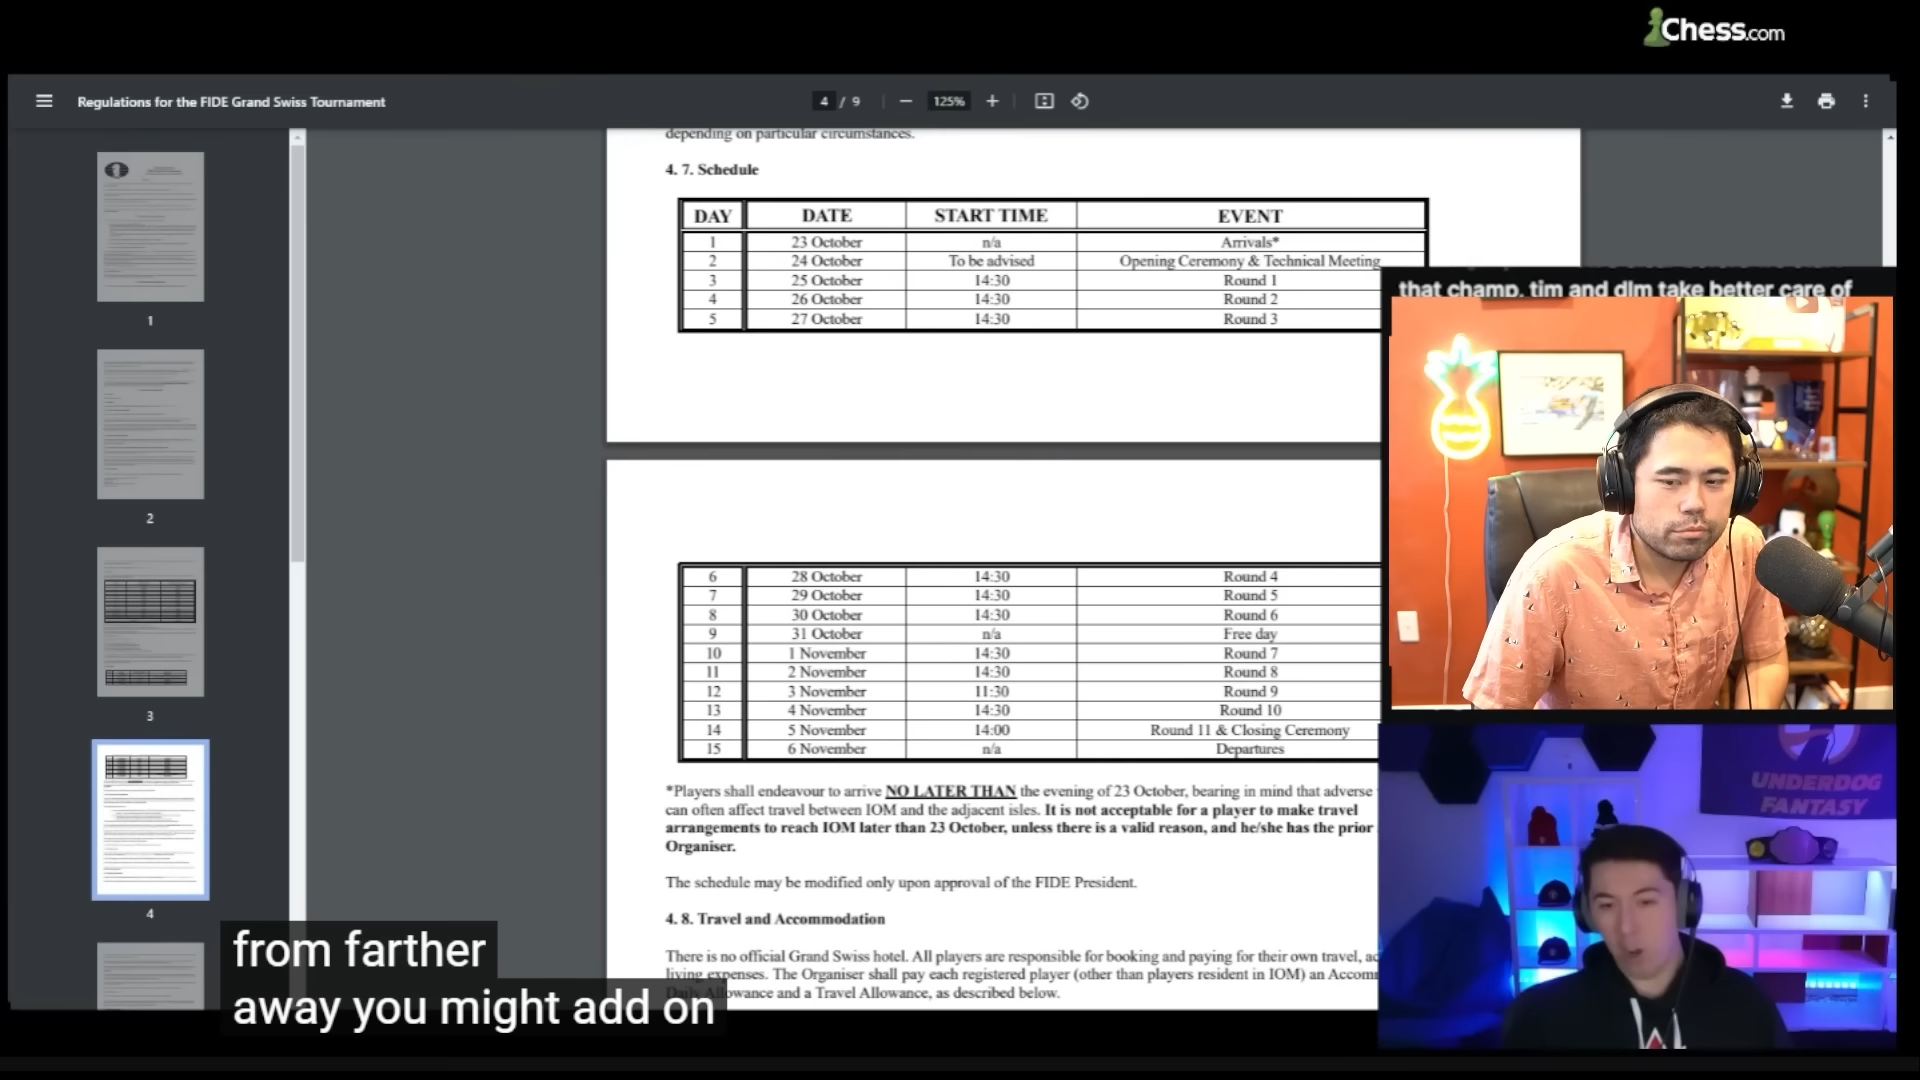 Chess.com
Regulations for the FIDE Grand Swiss Tournament
4 / 9
125%
depending on particular circumstances.
4. 7. Schedule
DAY DATE START TIME EVENT
1 23 October n/a Arrivals*
2 24 October To be advised Opening Ceremony & Technical Meeting
3 25 October 14:30 Round 1
4 26 October 14:30 Round 2
5 27 October 14:30 Round 3
that champ, tim and dlm take better care of
6 28 October 14:30 Round 4
7 29 October 14:30 Round 5
8 30 October 14:30 Round 6
9 31 October n/a Free day
10 1 November 14:30 Round 7
11 2 November 14:30 Round 8
12 3 November 11:30 Round 9
13 4 November 14:30 Round 10
14 5 November 14:00 Round 11 & Closing Ceremony
15 6 November n/a Departures
*Players shall endeavour to arrive NO LATER THAN the evening of 23 October, bearing in mind that adverse
can often affect travel between IOM and the adjacent isles. It is not acceptable for a player to make travel
arrangements to reach IOM later than 23 October, unless there is a valid reason, and he/she has the prior
Organiser.
The schedule may be modified only upon approval of the FIDE President.
4. 8. Travel and Accommodation
There is no official Grand Swiss hotel. All players are responsible for booking and paying for their own travel,
living expenses. The Organiser shall pay each registered player (other than players resident in IOM) an
Daily Allowance and a Travel Allowance, as described below.
1
2
3
4
UNDERDOG
FANTASY
from farther
away you might add on